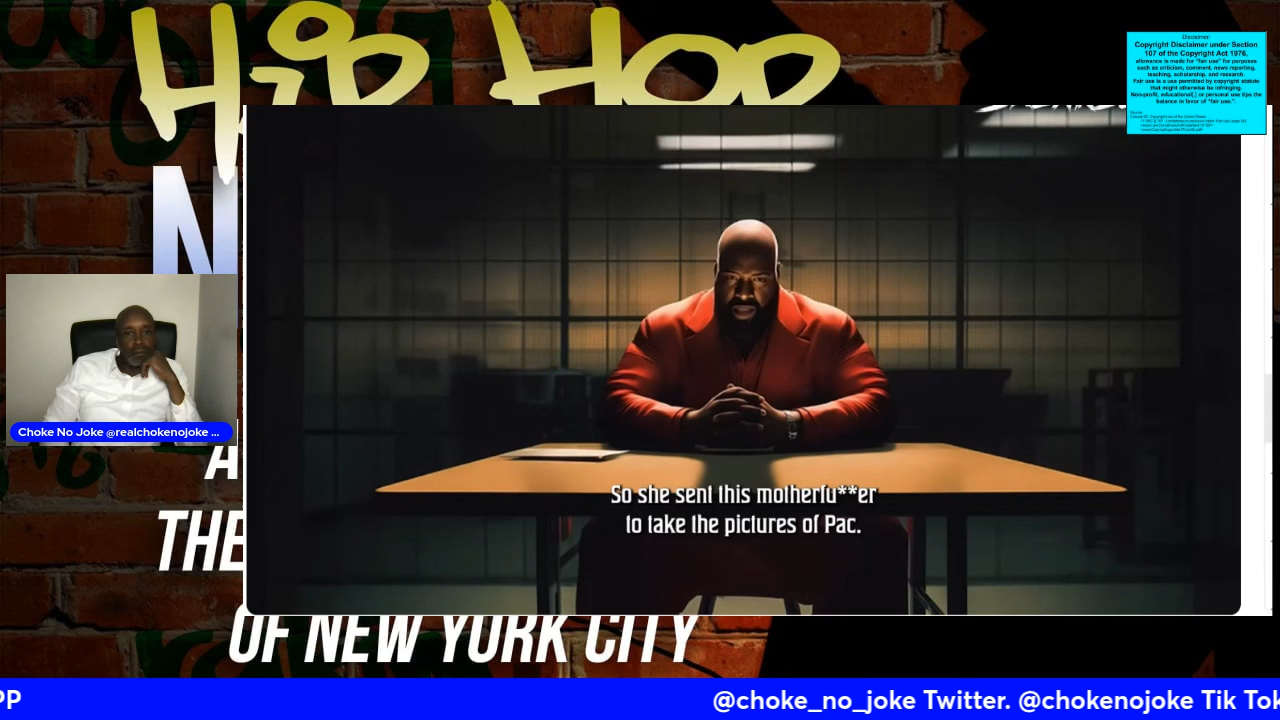 HIP HOP
N
Disclaimer:
Copyright Disclaimer under Section
107 of the Copyright Act 1976,
allowance is made for “fair use” for purposes
such as criticism, comment, news reporting,
teaching, scholarship, and research.
Fair use is a use permitted by copyright statute
that might otherwise be infringing.
Non-profit, educational[,] or personal use tips the
balance in favor of “fair use”.
Choke No Joke @realchokenojoke ...
A
THE
So she sent this motherfu**er
to take the pictures of Pac.
OF NEW YORK CITY
PP
@choke_no_joke Twitter. @chokenojoke Tik Tok